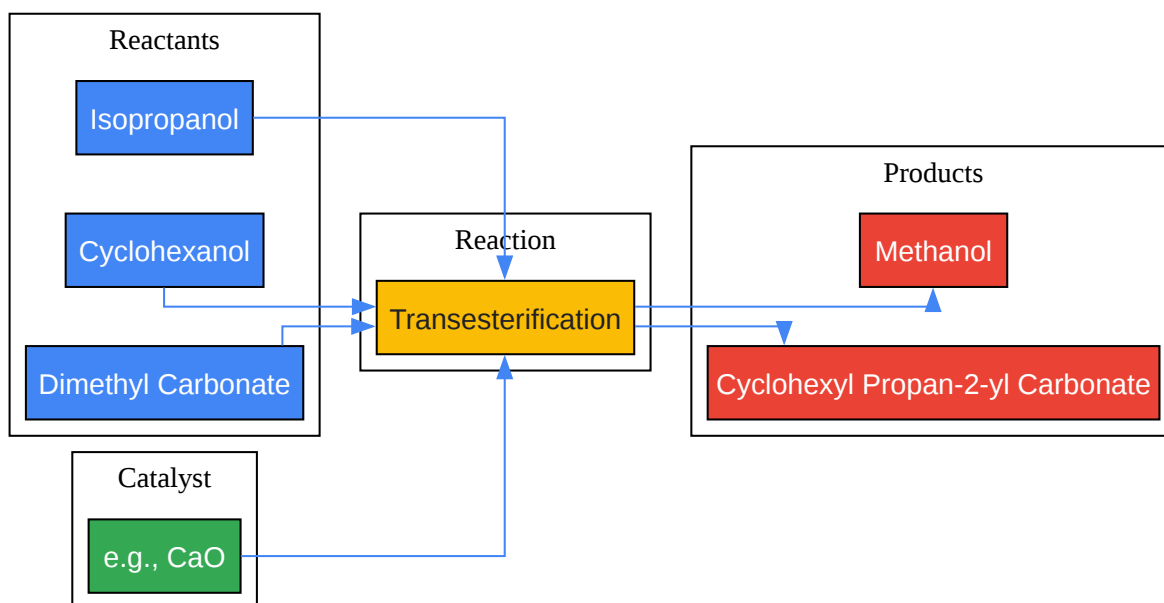 Reactants
Isopropanol
Cyclohexanol
Dimethyl Carbonate
Catalyst
e.g., CaO
Reaction
Transesterification
Products
Methanol
Cyclohexyl Propan-2-yl Carbonate